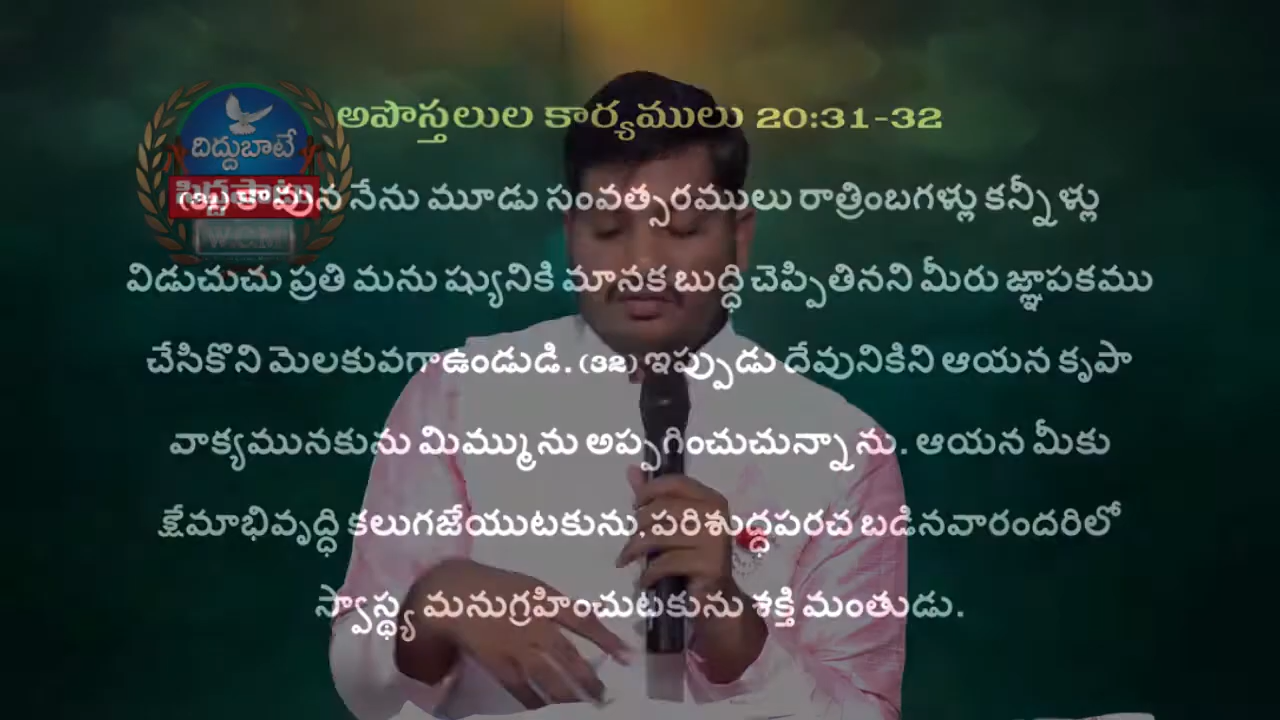 అపొస్తలుల కార్యములు 20:31-32
దిద్దుబాటే
నేను మూడు సంవత్సరములు రాత్రింబగళ్లు కన్నీళ్లు
విడుచుచు ప్రతి మను ష్యునికి మానక బుద్ధి చెప్పితినని మీరు జ్ఞాపకము
చేసికొని మెలకువగాఉండుడి. (32) ఇప్పుడు దేవునికిని ఆయన కృపా
వాక్యమునకును మిమ్మును అప్పగించుచున్నాను. ఆయన మీకు
క్షేమాభివృద్ధి కలుగజేయుటకును, పరిశుద్ధపరచ బడినవారందరిలో
స్వాస్థ్య మనుగ్రహించుటకును శక్తి మంతుడు.